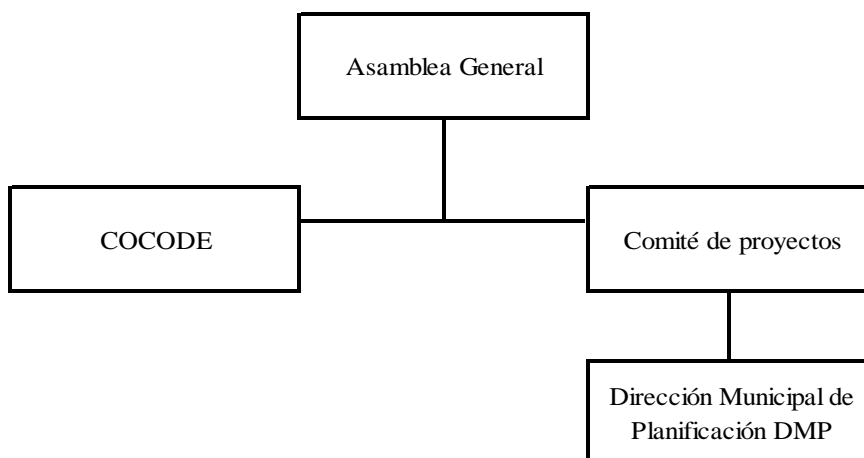 Asamblea General
COCODE
Comité de proyectos
Dirección Municipal de
Planificación DMP